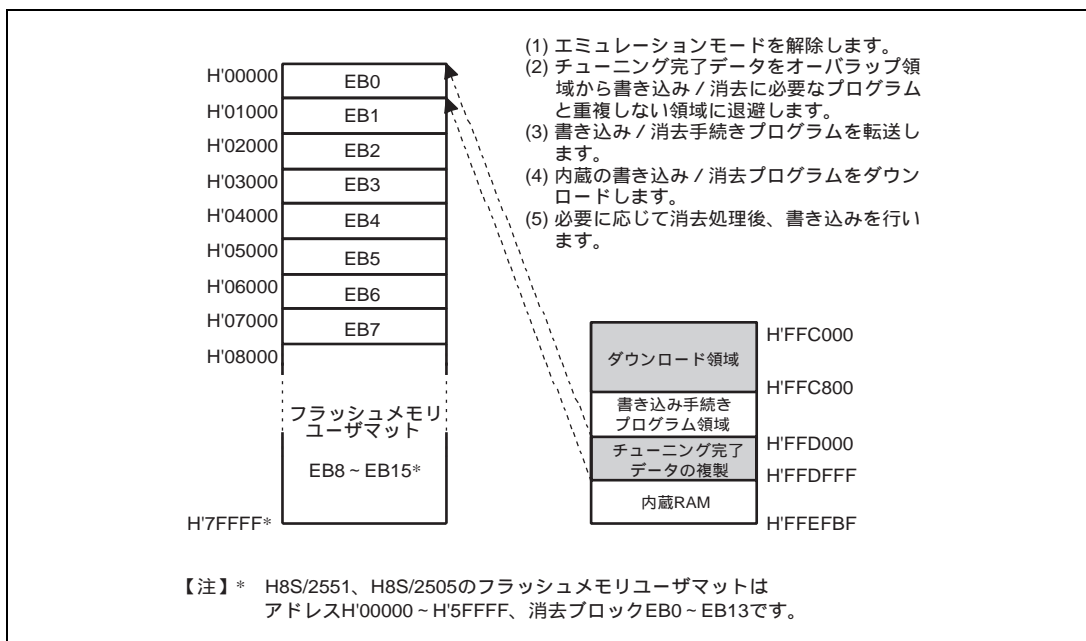 (1) エミュレーションモードを解除します。
(2) チューニング完了データをオーバラップ領
域から書き込み / 消去に必要なプログラム
と重複しない領域に退避します。
(3) 書き込み / 消去手続きプログラムを転送し
ます。
(4) 内蔵の書き込み / 消去プログラムをダウン
ロードします。
(5) 必要に応じて消去処理後、書き込みを行い
ます。
H'00000
EB0
H'01000
EB1
H'02000
EB2
H'03000
EB3
H'04000
EB4
H'05000
EB5
H'06000
EB6
H'07000
EB7
H'08000
フラッシュメモリ
ユーザマット
EB8 ~ EB15*
H'7FFFF*
H'FFC000
ダウンロード領域
H'FFC800
書き込み手続き
プログラム領域
H'FFD000
チューニング完了
データの複製
H'FFDFFF
内蔵RAM
H'FFEFBF
【注】* H8S/2551、H8S/2505のフラッシュメモリユーザマットは
アドレスH'00000 ~ H'5FFFF、消去ブロックEB0 ~ EB13です。